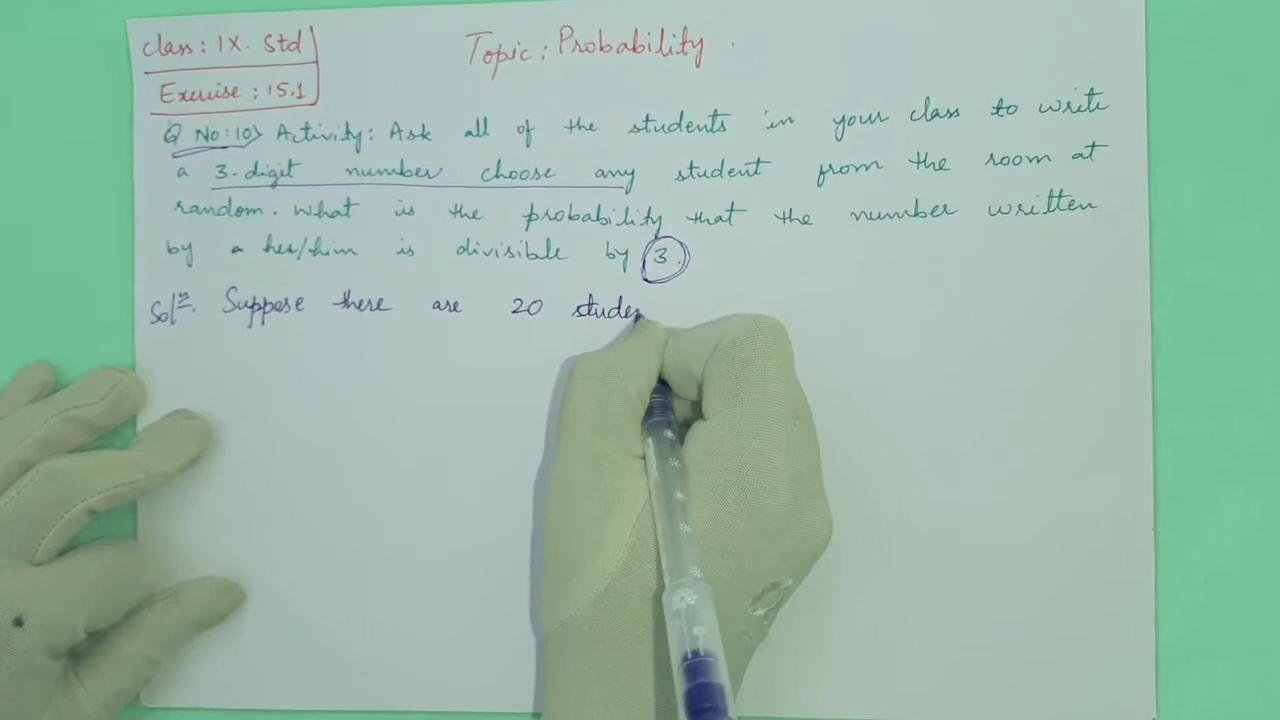 class: IX. Std
Topic: Probability.
Exercise: 15.1
Q No:10> Activity: Ask all of the students in your class to write
a 3-digit number choose any student from the room at
random. What is the probability that the number written
by a her/him is divisible by 3.
Solⁿ. Suppose there are 20 studen